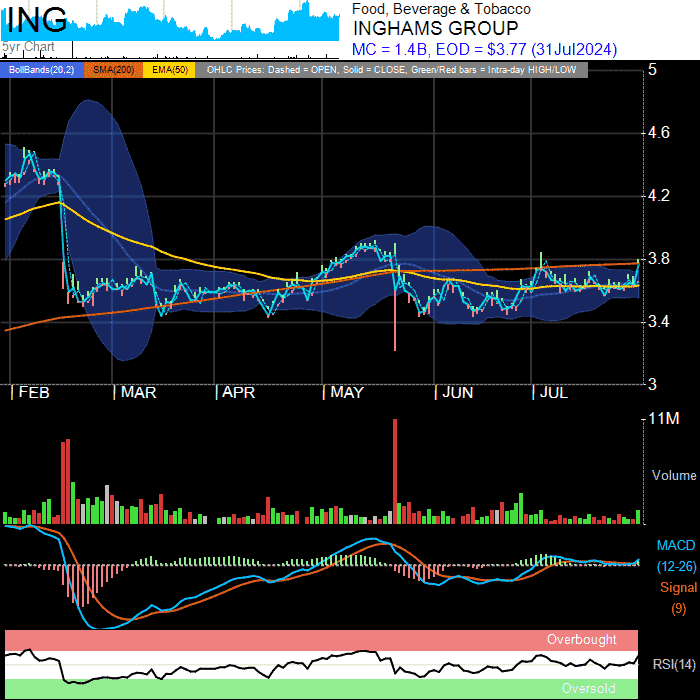 ING
5yr Chart
Food, Beverage & Tobacco
INGHAMS GROUP
MC = 1.4B, EOD = $3.77 (31Jul2024)
BollBands(20,2) SMA(200) EMA(50) OHLC Prices: Dashed = OPEN, Solid = CLOSE, Green/Red bars = Intra-day HIGH/LOW
5
4.6
4.2
3.8
3.4
3
FEB MAR APR MAY JUN JUL
11M
Volume
MACD
(12-26)
Signal
(9)
Overbought
RSI(14)
Oversold